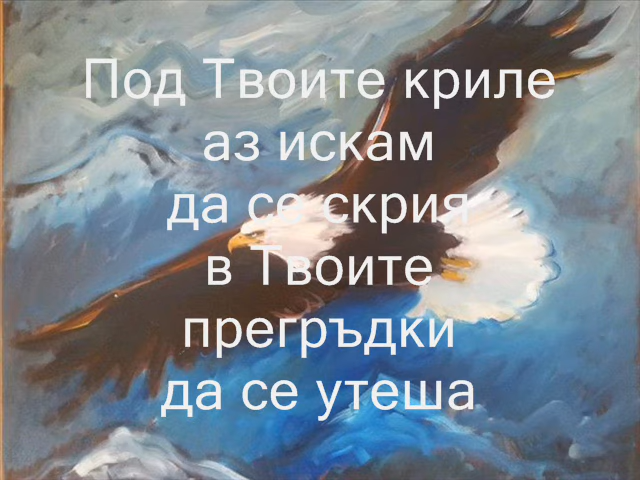 Под Твоите криле
аз искам
да се скрия
в Твоите
прегръдки
да се утеша